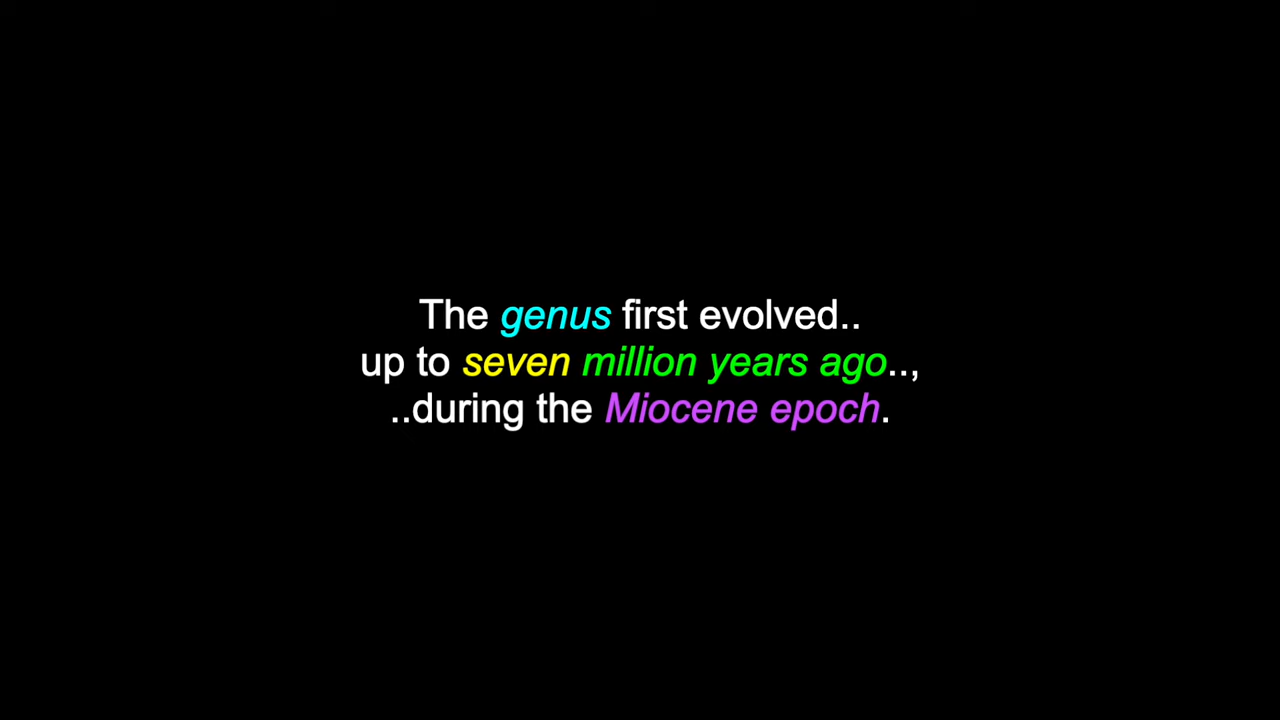 The genus first evolved..
up to seven million years ago..,
..during the Miocene epoch.